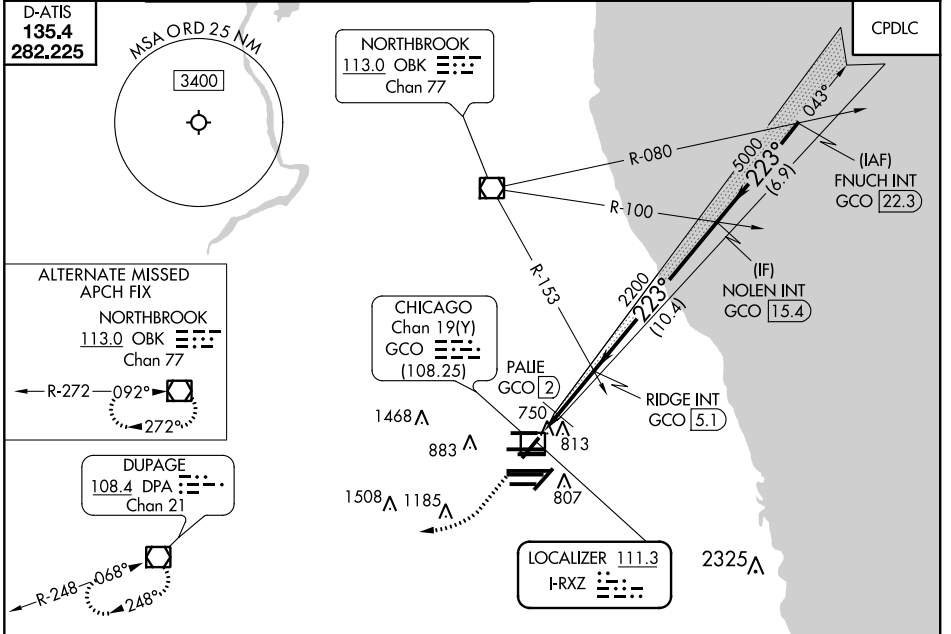 D-ATIS
135.4
282.225
MSA ORD 25 NM
3400
NORTHBROOK
113.0 OBK
Chan 77
CPDLC
R-080
R-100
R-153
043°
5000
223°
(6.9)
(IAF)
FNUCH INT
GCO 22.3
(IF)
NOLEN INT
GCO 15.4
2200
223°
(10.4)
ALTERNATE MISSED
APCH FIX
NORTHBROOK
113.0 OBK
Chan 77
R-272
092°
272°
CHICAGO
Chan 19(Y)
GCO
(108.25)
PALIE
GCO 2
RIDGE INT
GCO 5.1
1468
883
750
813
807
1508
1185
DUPAGE
108.4 DPA
Chan 21
R-248
068°
248°
LOCALIZER 111.3
I-RXZ
2325